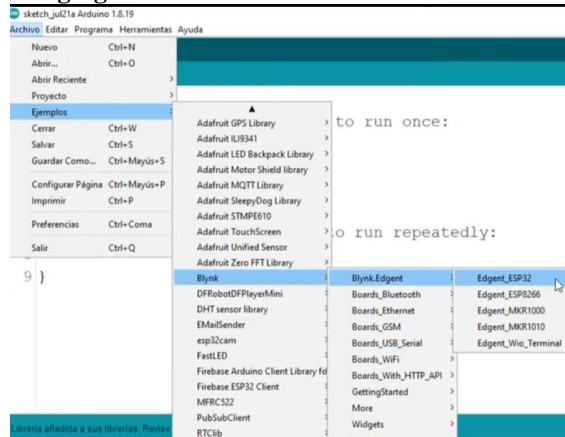 sketch_jul21a Arduino 1.8.19
Archivo Editar Programa Herramientas Ayuda
Nuevo Ctrl+N
Abrir... Ctrl+O
Abrir Reciente
Proyecto
Ejemplos
Cerrar Ctrl+W
Salvar Ctrl+S
Guardar Como... Ctrl+Mayús+S
Configurar Página Ctrl+Mayús+P
Imprimir Ctrl+P
Preferencias Ctrl+Coma
Salir Ctrl+Q
Adafruit GPS Library
Adafruit ILI9341
Adafruit LED Backpack Library
Adafruit Motor Shield library
Adafruit MQTT Library
Adafruit SleepyDog Library
Adafruit STMPE610
Adafruit TouchScreen
Adafruit Unified Sensor
Adafruit Zero FFT Library
Blynk
DFRobotDFPlayerMini
DHT sensor library
EMailSender
esp32cam
FastLED
Firebase Arduino Client Library fo
Firebase ESP32 Client
MFRC522
PubSubClient
RTClib
Blynk.Edgent
Boards_Bluetooth
Boards_Ethernet
Boards_GSM
Boards_USB_Serial
Boards_WiFi
Boards_With_HTTP_API
GettingStarted
More
Widgets
Edgent_ESP32
Edgent_ESP8266
Edgent_MKR1000
Edgent_MKR1010
Edgent_Wio_Terminal
to run once:
to run repeatedly:
9 }
Librería añadida a sus librerías. Revise